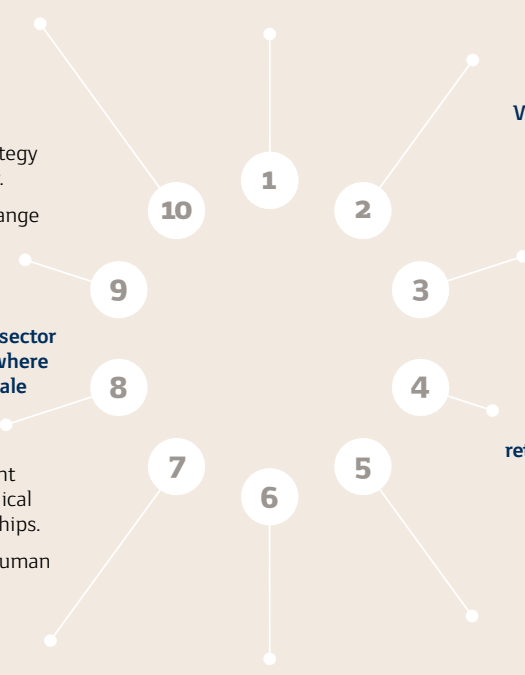 tegy
.
ange
sector
where
ale
nt
ical
hips.
uman
V
ret
1
2
3
4
5
6
7
8
9
10